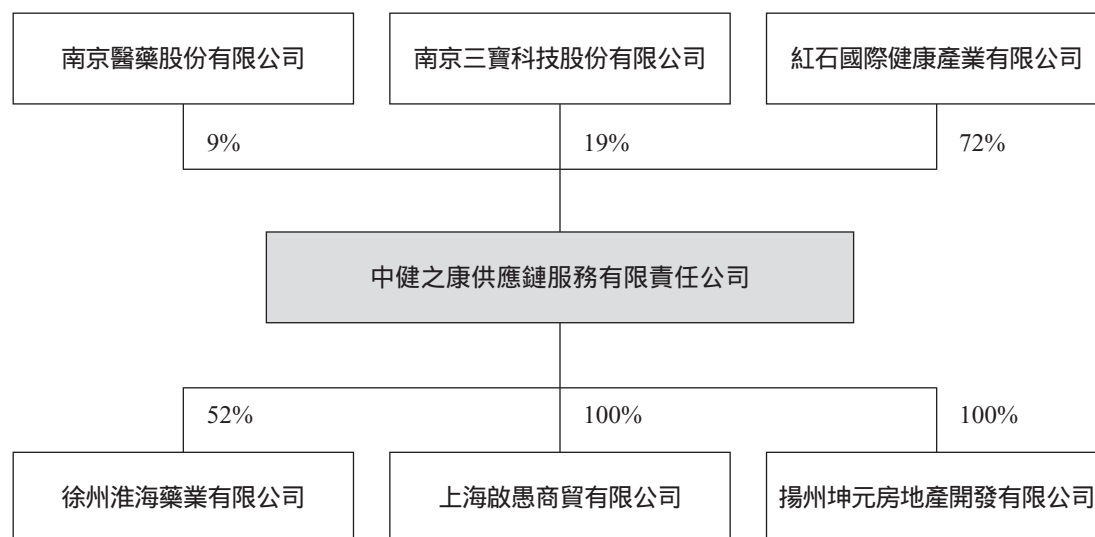 南京醫藥股份有限公司
南京三寶科技股份有限公司
紅石國際健康產業有限公司
9%
19%
72%
中健之康供應鏈服務有限責任公司
52%
100%
100%
徐州淮海藥業有限公司
上海啟愚商貿有限公司
揚州坤元房地產開發有限公司